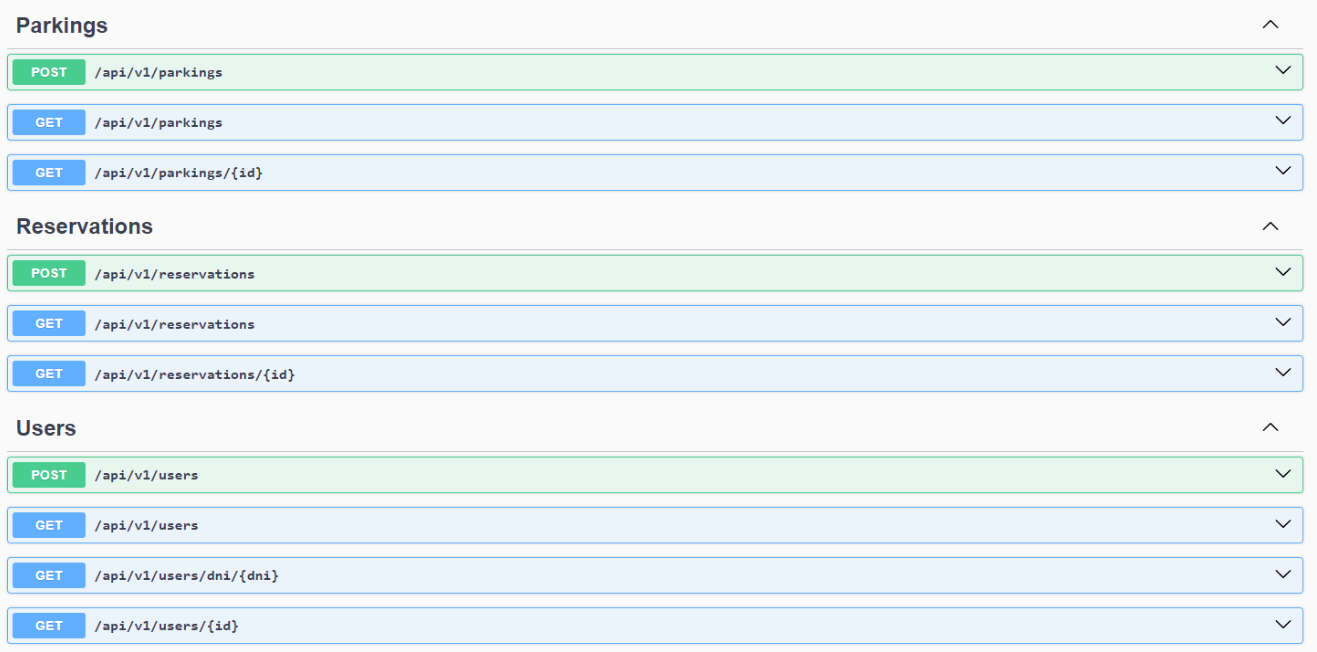 Parkings
POST /api/v1/parkings
GET /api/v1/parkings
GET /api/v1/parkings/{id}
Reservations
POST /api/v1/reservations
GET /api/v1/reservations
GET /api/v1/reservations/{id}
Users
POST /api/v1/users
GET /api/v1/users
GET /api/v1/users/dni/{dni}
GET /api/v1/users/{id}